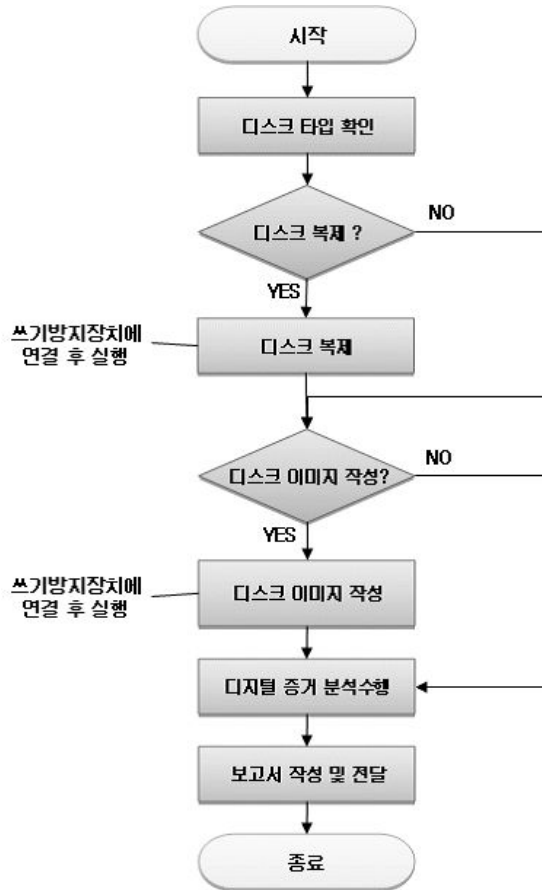 시작
디스크 타입 확인
디스크 복제 ?
NO
YES
쓰기방지장치에
연결 후 실행
디스크 복제
디스크 이미지 작성?
NO
YES
쓰기방지장치에
연결 후 실행
디스크 이미지 작성
디지털 증거 분석수행
보고서 작성 및 전달
종료